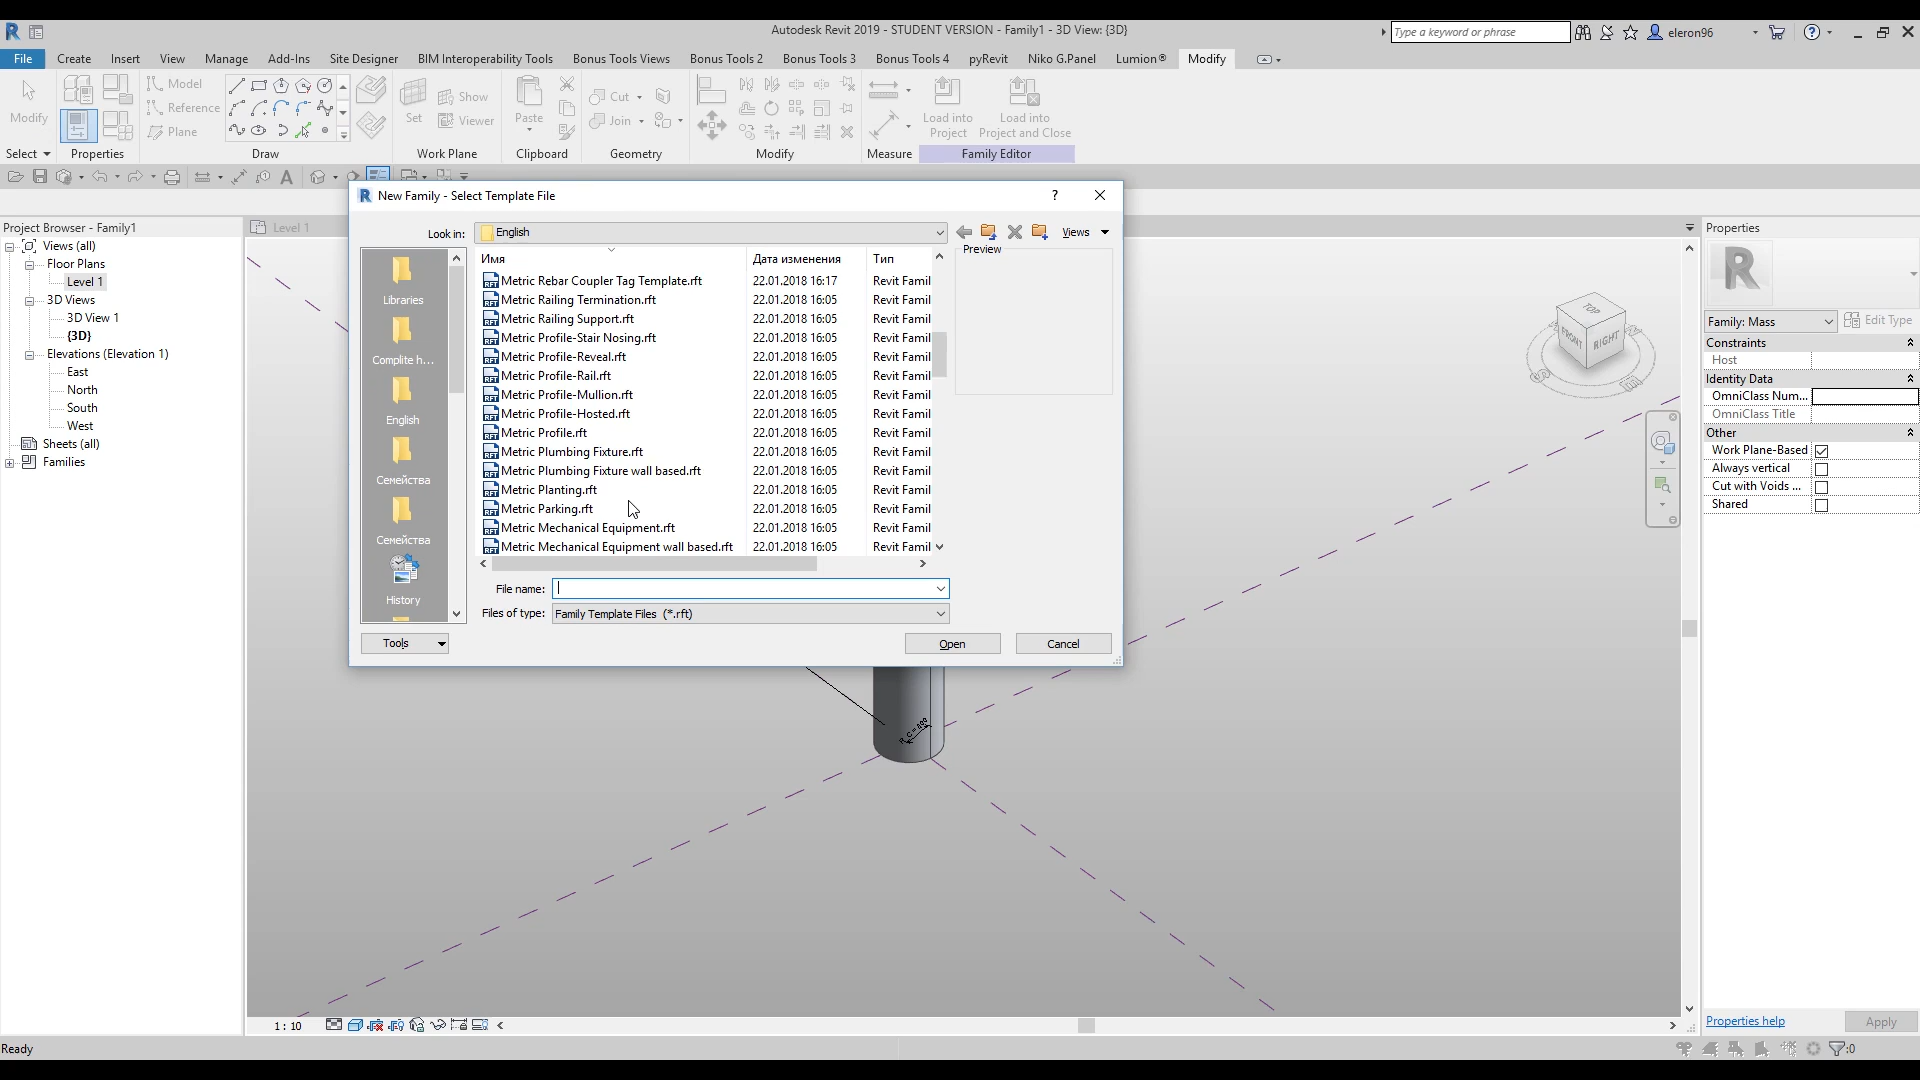 Autodesk Revit 2019 - STUDENT VERSION - Family1 - 3D View: {3D}
Type a keyword or phrase
eleron96
File Create Insert View Manage Add-Ins Site Designer BIM Interoperability Tools Bonus Tools Views Bonus Tools 2 Bonus Tools 3 Bonus Tools 4 pyRevit Niko G.Panel Lumion® Modify
Modify
Model
Reference
Plane
Set
Show
Viewer
Paste
Cut
Join
Load into
Project
Load into
Project and Close
Select Properties Draw Work Plane Clipboard Geometry Modify Measure Family Editor
Project Browser - Family1
Views (all)
Floor Plans
Level 1
3D Views
3D View 1
{3D}
Elevations (Elevation 1)
East
North
South
West
Sheets (all)
Families
Level 1
New Family - Select Template File
Look in: English
Views
Preview
Libraries
Complite h...
English
Семейства
Семейства
History
Имя Дата изменения Тип
Metric Rebar Coupler Tag Template.rft 22.01.2018 16:17 Revit Famil
Metric Railing Termination.rft 22.01.2018 16:05 Revit Famil
Metric Railing Support.rft 22.01.2018 16:05 Revit Famil
Metric Profile-Stair Nosing.rft 22.01.2018 16:05 Revit Famil
Metric Profile-Reveal.rft 22.01.2018 16:05 Revit Famil
Metric Profile-Rail.rft 22.01.2018 16:05 Revit Famil
Metric Profile-Mullion.rft 22.01.2018 16:05 Revit Famil
Metric Profile-Hosted.rft 22.01.2018 16:05 Revit Famil
Metric Profile.rft 22.01.2018 16:05 Revit Famil
Metric Plumbing Fixture.rft 22.01.2018 16:05 Revit Famil
Metric Plumbing Fixture wall based.rft 22.01.2018 16:05 Revit Famil
Metric Planting.rft 22.01.2018 16:05 Revit Famil
Metric Parking.rft 22.01.2018 16:05 Revit Famil
Metric Mechanical Equipment.rft 22.01.2018 16:05 Revit Famil
Metric Mechanical Equipment wall based.rft 22.01.2018 16:05 Revit Famil
File name:
Files of type: Family Template Files (*.rft)
Tools Open Cancel
TOP
FRONT
RIGHT
Properties
Family: Mass Edit Type
Constraints
Host
Identity Data
OmniClass Num...
OmniClass Title
Other
Work Plane-Based
Always vertical
Cut with Voids ...
Shared
Properties help Apply
1 : 10
Ready
:0